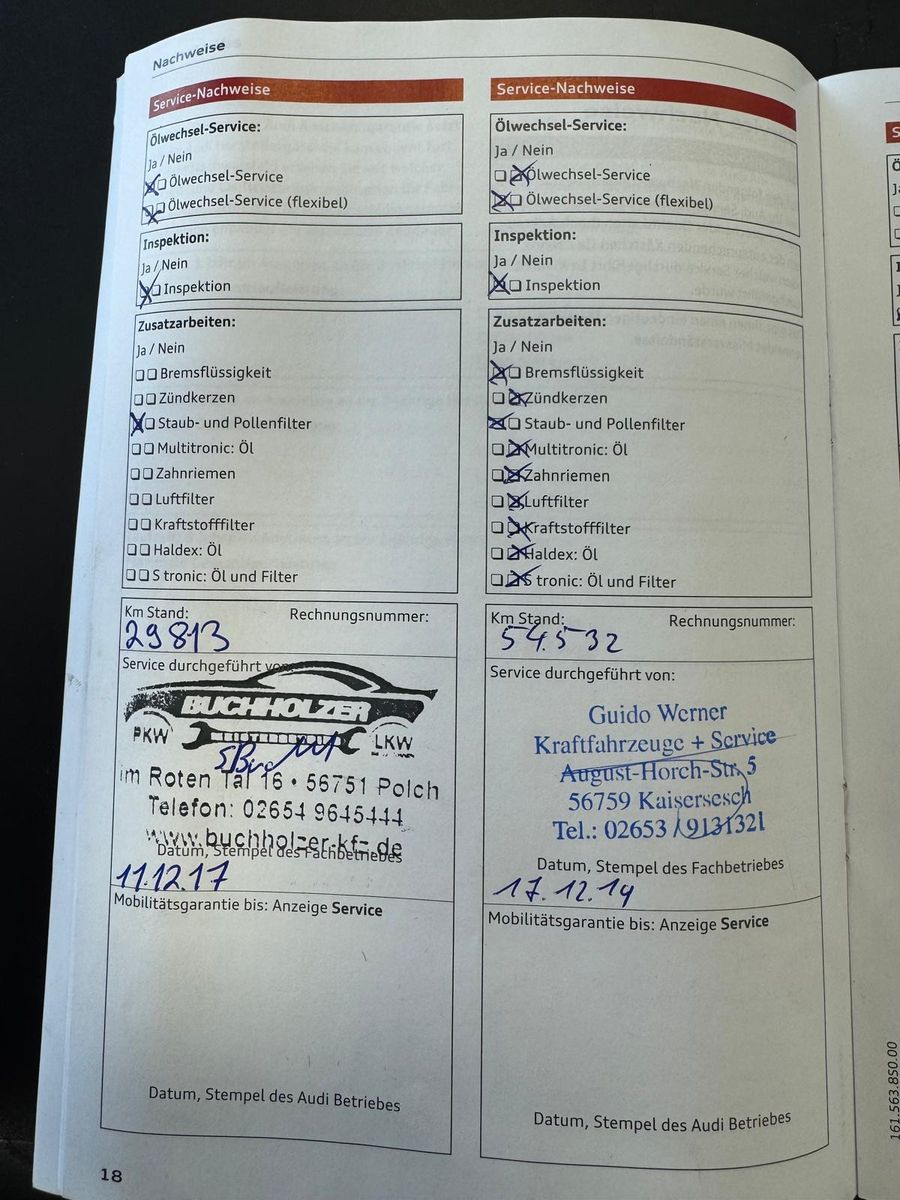 Nachweise
Service-Nachweise
Ölwechsel-Service:
Ja / Nein
Ölwechsel-Service
Ölwechsel-Service (flexibel)
Inspektion:
Ja / Nein
Inspektion
Zusatzarbeiten:
Ja / Nein
Bremsflüssigkeit
Zündkerzen
Staub- und Pollenfilter
Multitronic: Öl
Zahnriemen
Luftfilter
Kraftstofffilter
Haldex: Öl
S tronic: Öl und Filter
Km Stand: Rechnungsnummer:
29813
Service durchgeführt von:
BUCHHOLZER
PKW LKW
im Roten Tal 16 • 56751 Polch
Telefon: 02654 9645444
www.buchholzer-kfz.de
Datum, Stempel des Fachbetriebes
11.12.17
Mobilitätsgarantie bis: Anzeige Service
Datum, Stempel des Audi Betriebes
18
Service-Nachweise
Ölwechsel-Service:
Ja / Nein
Ölwechsel-Service
Ölwechsel-Service (flexibel)
Inspektion:
Ja / Nein
Inspektion
Zusatzarbeiten:
Ja / Nein
Bremsflüssigkeit
Zündkerzen
Staub- und Pollenfilter
Multitronic: Öl
Zahnriemen
Luftfilter
Kraftstofffilter
Haldex: Öl
S tronic: Öl und Filter
Km Stand: Rechnungsnummer:
54.532
Service durchgeführt von:
Guido Werner
Kraftfahrzeuge + Service
August-Horch-Str. 5
56759 Kaisersesch
Tel.: 02653 / 9131321
Datum, Stempel des Fachbetriebes
17.12.19
Mobilitätsgarantie bis: Anzeige Service
Datum, Stempel des Audi Betriebes
161.563.850.00